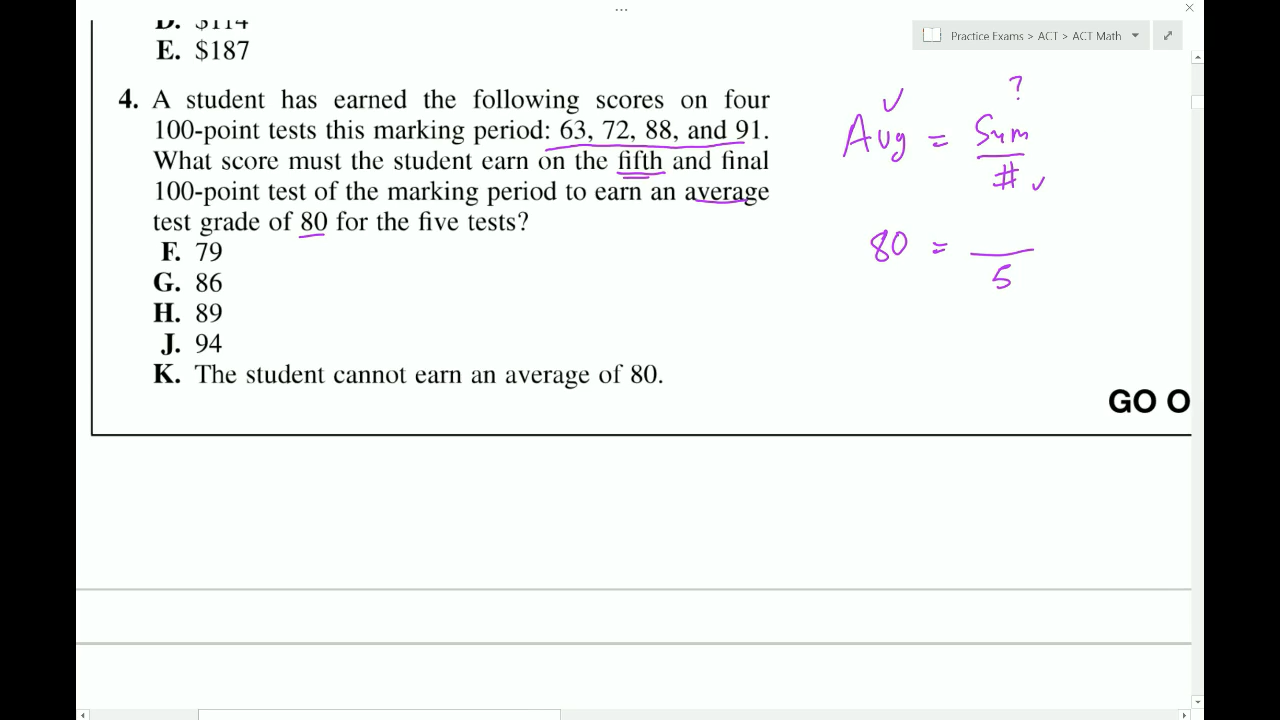 ...
D. $114
E. $187
Practice Exams > ACT > ACT Math
4. A student has earned the following scores on four
100-point tests this marking period: 63, 72, 88, and 91.
What score must the student earn on the fifth and final
100-point test of the marking period to earn an average
test grade of 80 for the five tests?
F. 79
G. 86
H. 89
J. 94
K. The student cannot earn an average of 80.
GO O
?
Avg = Sum
#
80 =
5